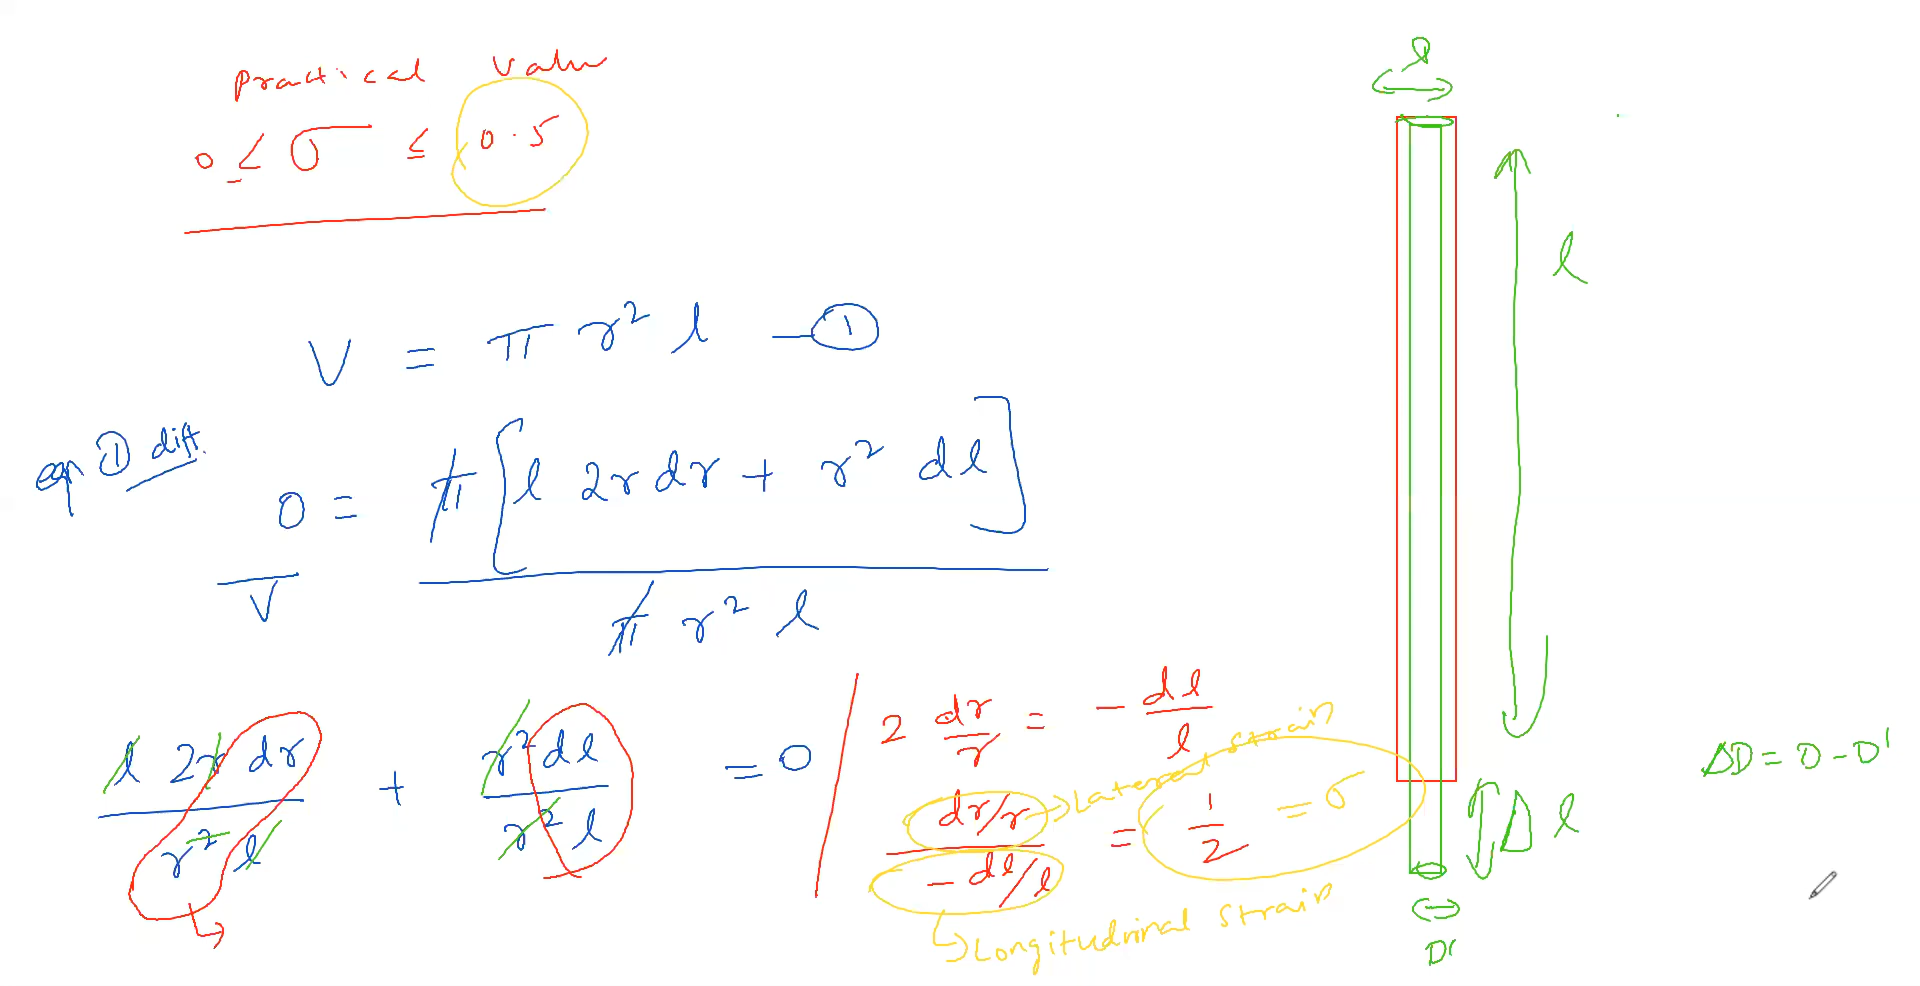 Practical Value
0 ≤ σ ≤ 0.5
V = π r² l — ①
eq ① diff.
0/V = π [ l 2r dr + r² dl ] / π r² l
l 2r dr / r² l + r² dl / r² l = 0
2 dr/r = - dl/l
dr/r / - dl/l = 1/2 = σ
Lateral Strain
Longitudinal Strain
l
Δ l
D'
ΔD = D - D'